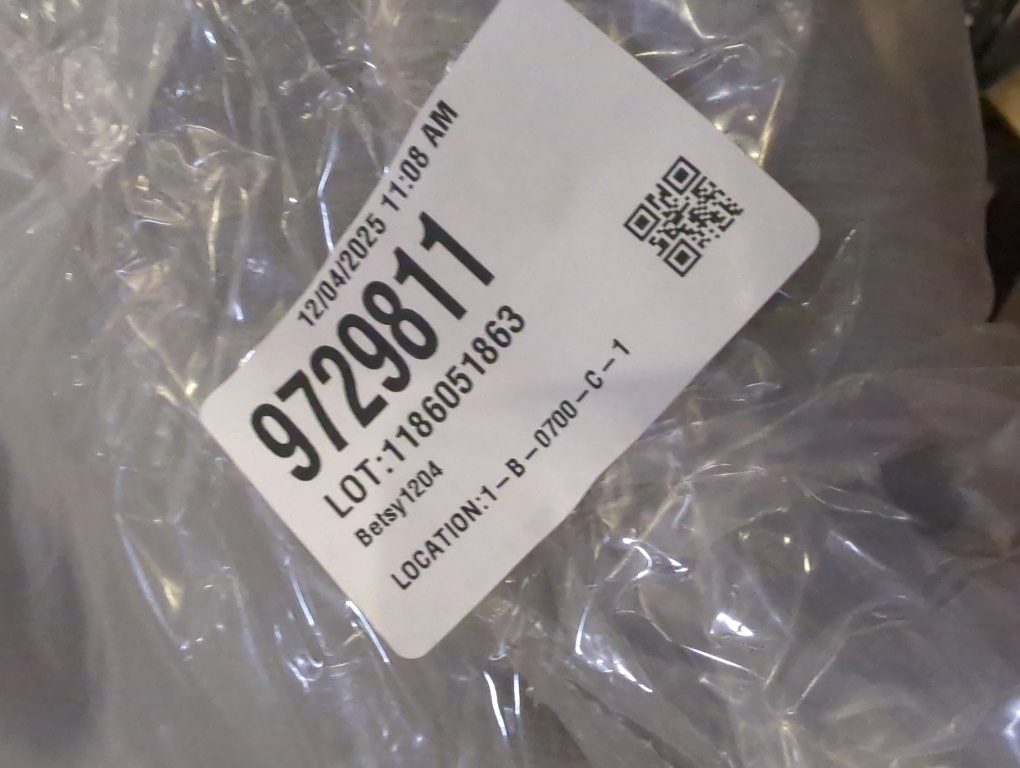 12/04/2025 11:08 AM
9729811
LOT:1186051863
Betsy1204
LOCATION:1-B-0700-C-1